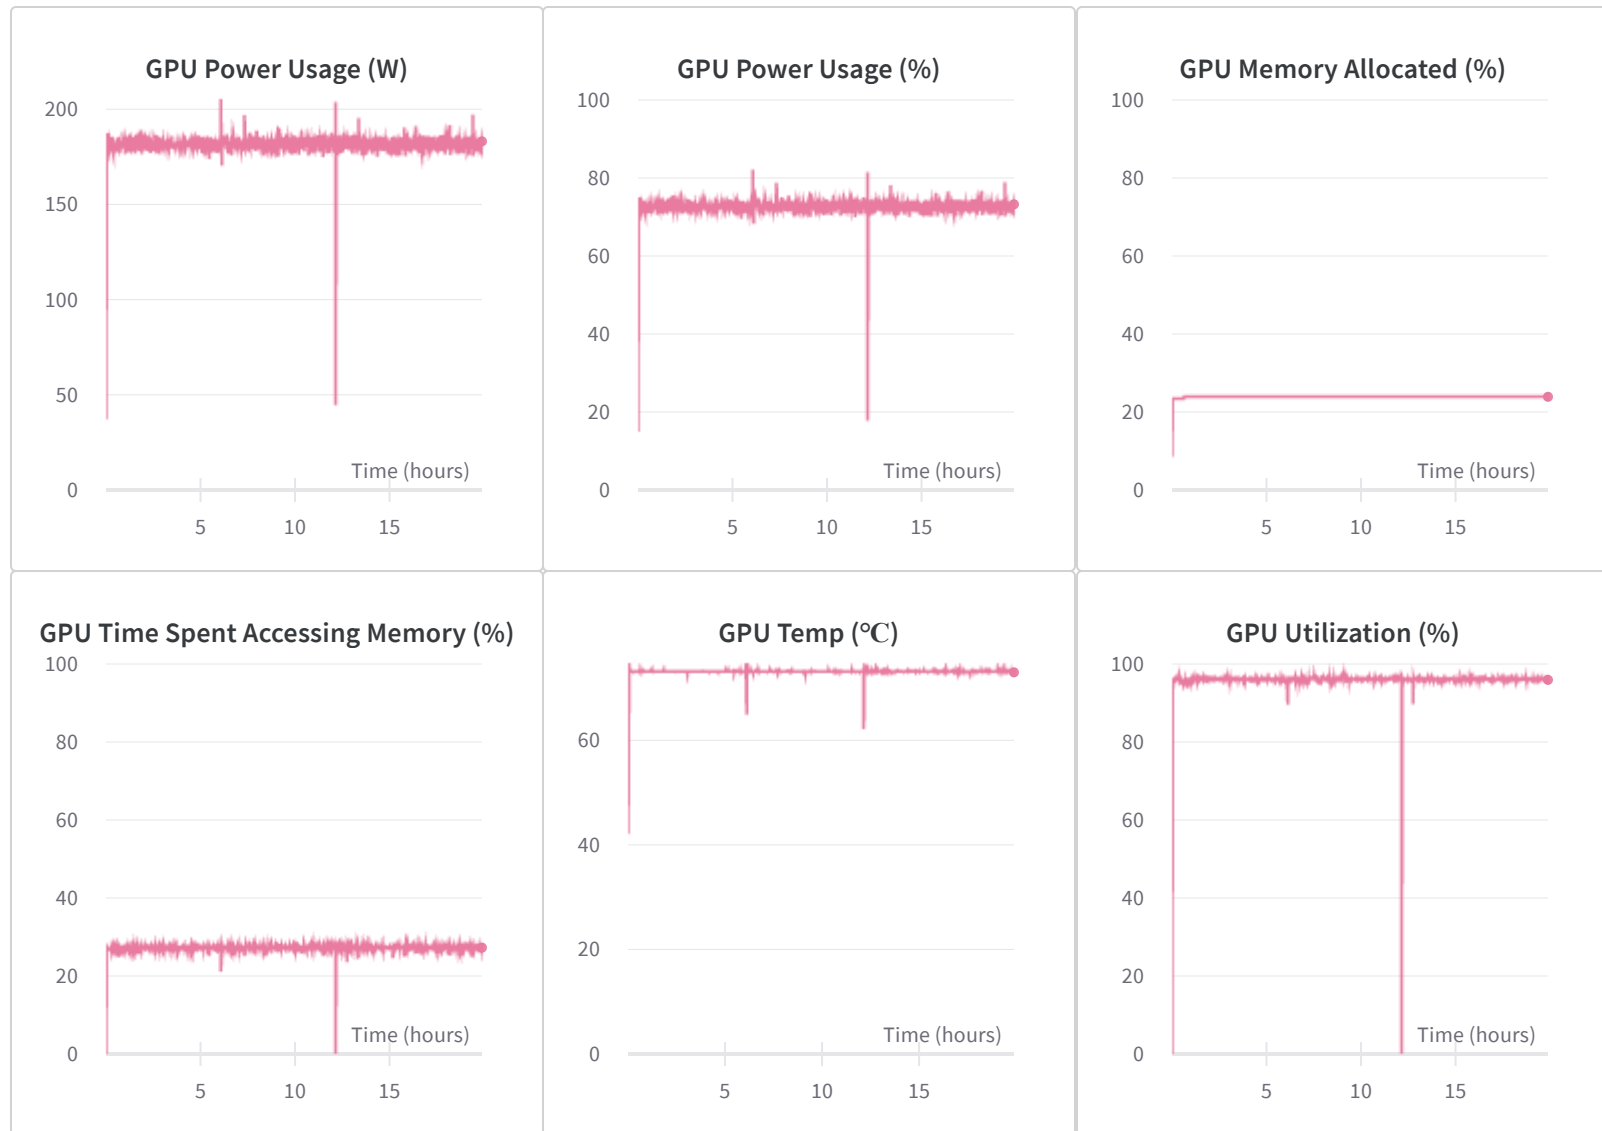 GPU Power Usage (W)
200
150
100
50
0
Time (hours)
5 10 15
GPU Power Usage (%)
100
80
60
40
20
0
Time (hours)
5 10 15
GPU Memory Allocated (%)
100
80
60
40
20
0
Time (hours)
5 10 15
GPU Time Spent Accessing Memory (%)
100
80
60
40
20
0
Time (hours)
5 10 15
GPU Temp (℃)
60
40
20
0
Time (hours)
5 10 15
GPU Utilization (%)
100
80
60
40
20
0
Time (hours)
5 10 15